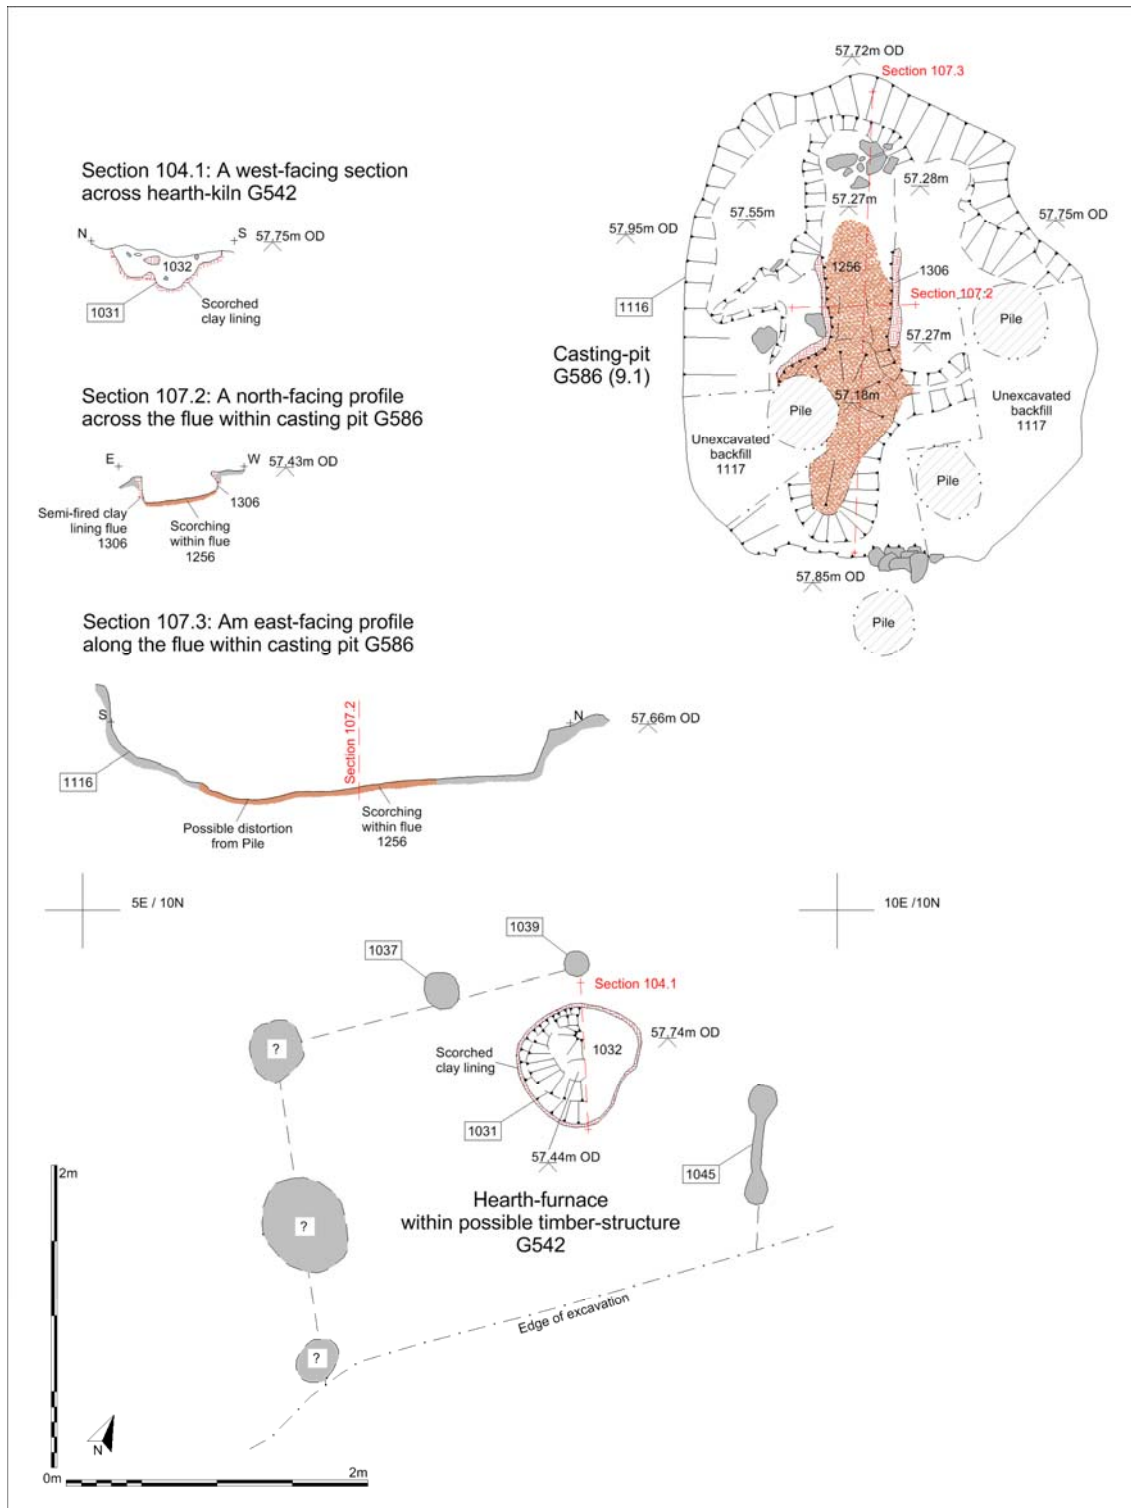 57.72m OD
Section 107.3
57.28m
57.27m
57.55m
57.75m OD
57.95m OD
1256
1306
1116
Section 107.2
Pile
57.27m
Casting-pit
G586 (9.1)
57.18m
Pile
Unexcavated
backfill
1117
Unexcavated
backfill
1117
Pile
57.85m OD
Pile
Section 104.1: A west-facing section
across hearth-kiln G542
N
S
57.75m OD
1032
1031
Scorched
clay lining
Section 107.2: A north-facing profile
across the flue within casting pit G586
E
W
57.43m OD
1306
Semi-fired clay
lining flue
1306
Scorching
within flue
1256
Section 107.3: Am east-facing profile
along the flue within casting pit G586
S
N
57.66m OD
Section 107.2
1116
Possible distortion
from Pile
Scorching
within flue
1256
5E / 10N
10E /10N
1037
1039
Section 104.1
?
Scorched
clay lining
1032
57.74m OD
1031
57.44m OD
1045
Hearth-furnace
within possible timber-structure
G542
?
Edge of excavation
?
2m
N
0m
2m